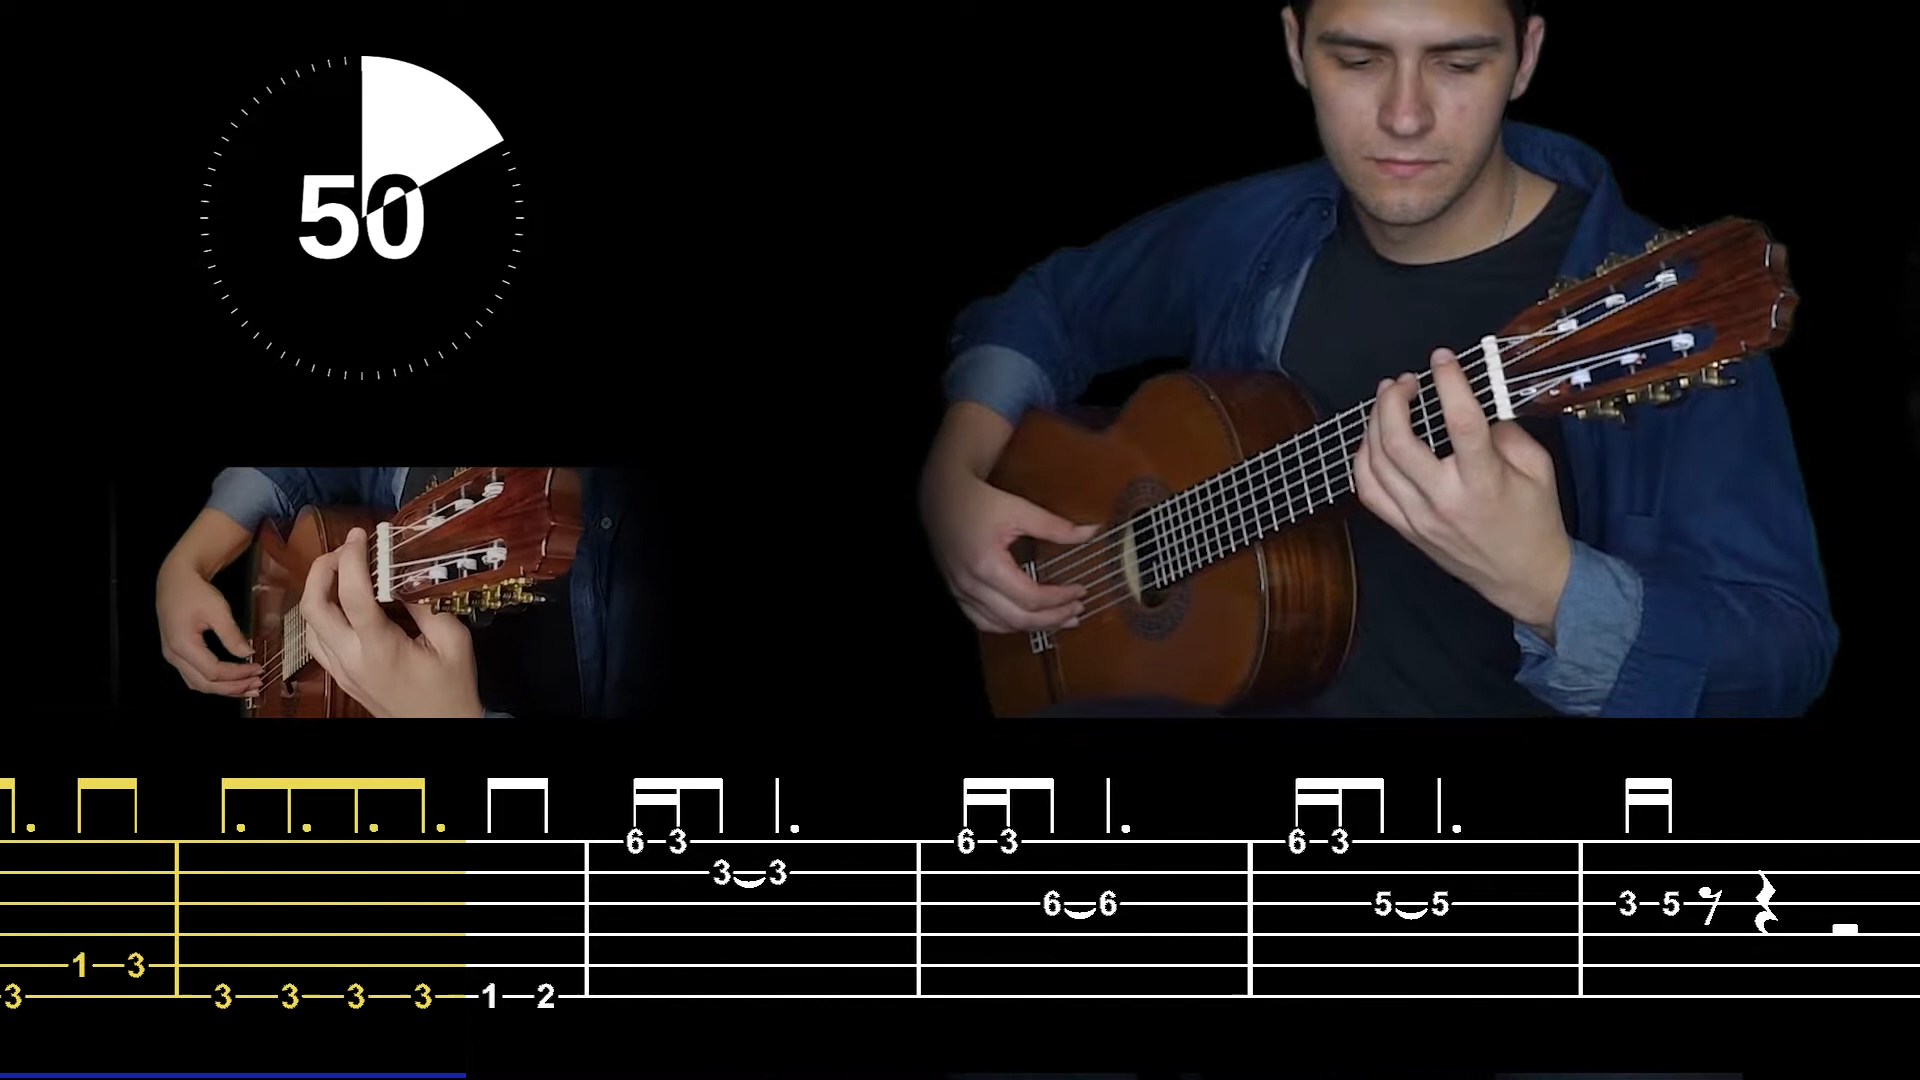 50
6 3 6 3 6 3
3 3
6 6 5 5 3 5
1 3
3 3 3 3 3 1 2